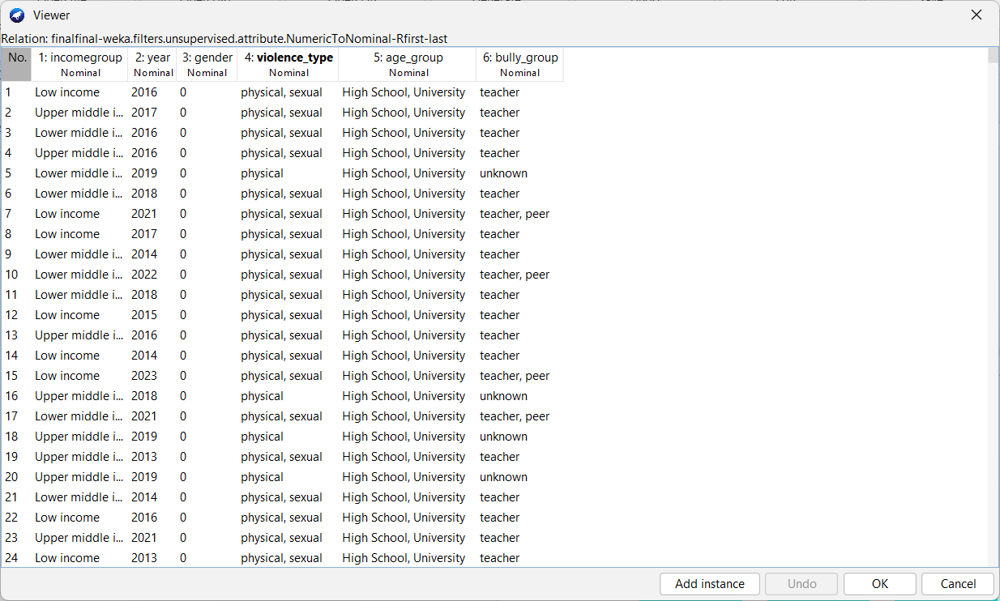 Viewer
Relation: finalfinal-weka.filters.unsupervised.attribute.NumericToNominal-Rfirst-last
No. 1: incomegroup 2: year 3: gender 4: violence_type 5: age_group 6: bully_group
Nominal Nominal Nominal Nominal Nominal Nominal
1 Low income 2016 0 physical, sexual High School, University teacher
2 Upper middle i... 2017 0 physical, sexual High School, University teacher
3 Lower middle i... 2016 0 physical, sexual High School, University teacher
4 Upper middle i... 2016 0 physical, sexual High School, University teacher
5 Lower middle i... 2019 0 physical High School, University unknown
6 Lower middle i... 2018 0 physical, sexual High School, University teacher
7 Low income 2021 0 physical, sexual High School, University teacher, peer
8 Low income 2017 0 physical, sexual High School, University teacher
9 Lower middle i... 2014 0 physical, sexual High School, University teacher
10 Lower middle i... 2022 0 physical, sexual High School, University teacher, peer
11 Lower middle i... 2018 0 physical, sexual High School, University teacher
12 Low income 2015 0 physical, sexual High School, University teacher
13 Upper middle i... 2016 0 physical, sexual High School, University teacher
14 Low income 2014 0 physical, sexual High School, University teacher
15 Low income 2023 0 physical, sexual High School, University teacher, peer
16 Upper middle i... 2018 0 physical High School, University unknown
17 Lower middle i... 2021 0 physical, sexual High School, University teacher, peer
18 Upper middle i... 2019 0 physical High School, University unknown
19 Upper middle i... 2013 0 physical, sexual High School, University teacher
20 Upper middle i... 2019 0 physical High School, University unknown
21 Lower middle i... 2014 0 physical, sexual High School, University teacher
22 Low income 2016 0 physical, sexual High School, University teacher
23 Upper middle i... 2021 0 physical, sexual High School, University teacher
24 Low income 2013 0 physical, sexual High School, University teacher
Add instance Undo OK Cancel